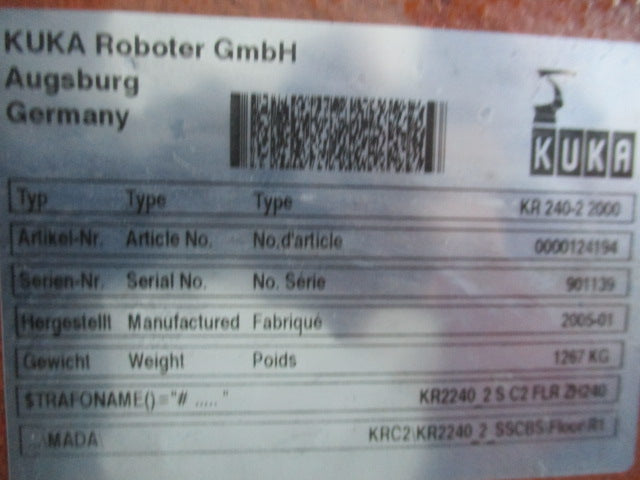 KUKA Roboter GmbH
Augsburg
Germany
KUKA
Typ Type Type KR 240-2 2000
Artikel-Nr. Article No. No.d'article 0000124194
Serien-Nr. Serial No. No. Série 901139
Hergestellt Manufactured Fabriqué 2005-01
Gewicht Weight Poids 1267 KG
$TRAFONAME()="# ..... " KR2240_2 S C2 FLR ZH240
\MADA\ KRC2\KR2240_2_SSCBS\Floor\R1